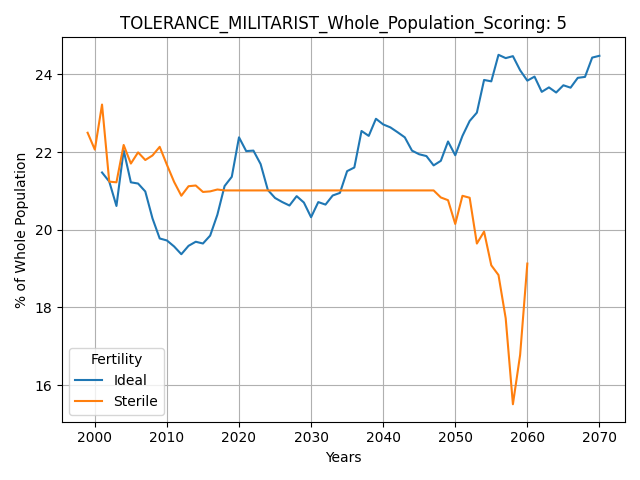 TOLERANCE_MILITARIST_Whole_Population_Scoring: 5
% of Whole Population
24
22
20
18
16
Fertility
Ideal
Sterile
2000 2010 2020 2030 2040 2050 2060 2070
Years